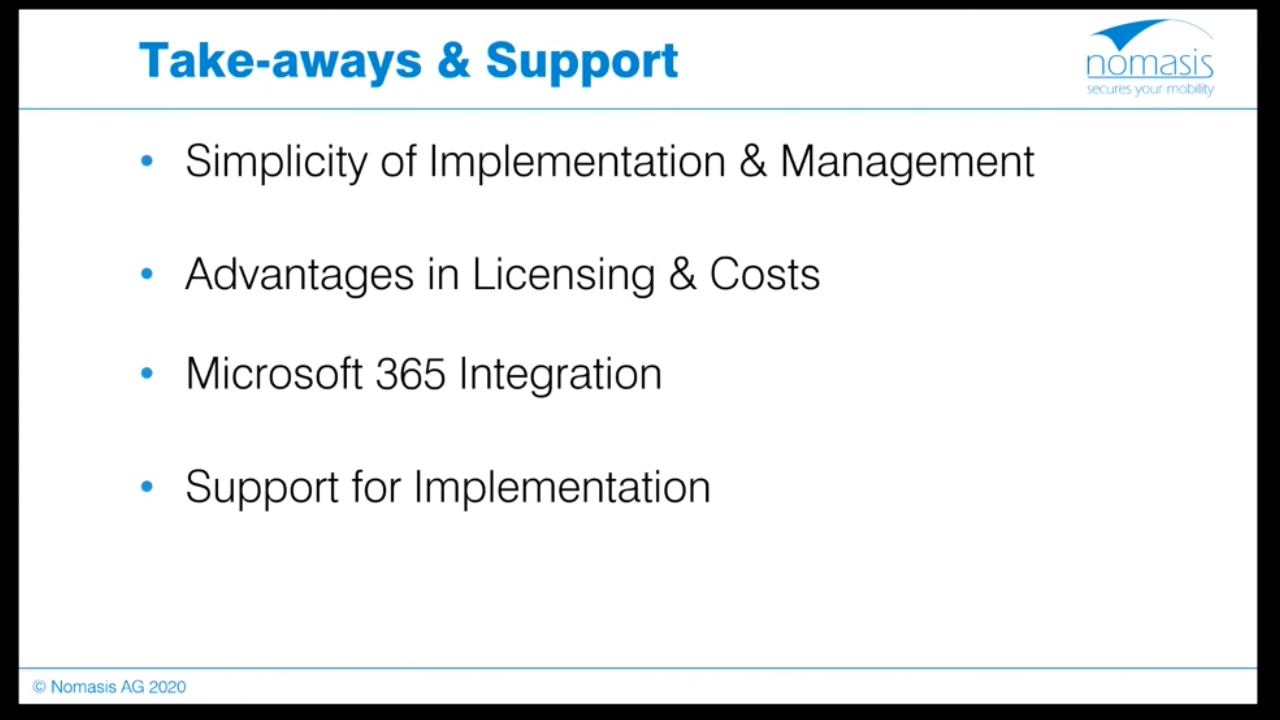 Take-aways & Support
nomasis
secures your mobility
• Simplicity of Implementation & Management
• Advantages in Licensing & Costs
• Microsoft 365 Integration
• Support for Implementation
© Nomasis AG 2020